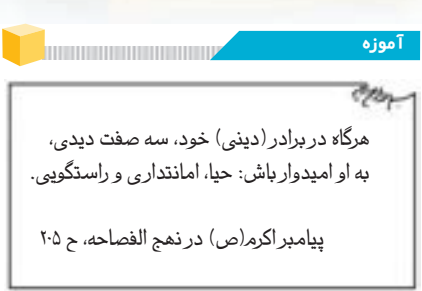 آموزه
هرگاه در برادر (دینی) خود، سه صفت دیدی،
به او امیدوار باش: حیا، امانتداری و راستگویی.
پیامبر اکرم(ص) در نهج الفصاحه، ح ۲۰۵